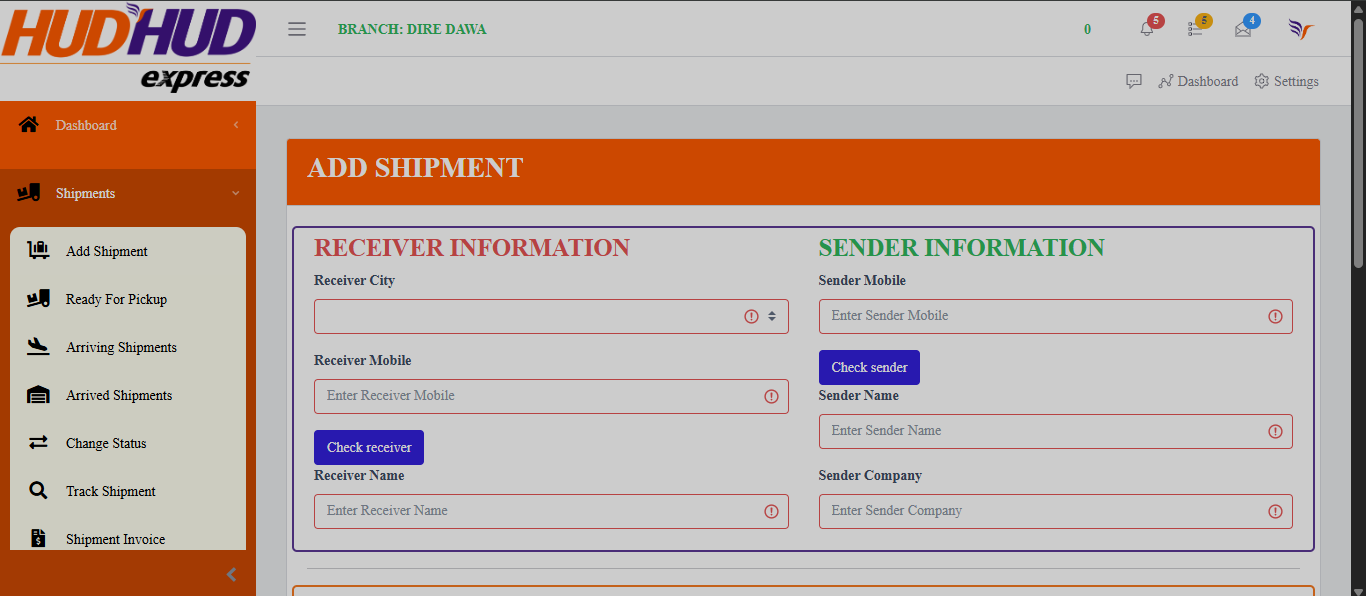 HUDHUD
express
BRANCH: DIRE DAWA
0
5
5
4
Dashboard
Settings
Dashboard
Shipments
Add Shipment
Ready For Pickup
Arriving Shipments
Arrived Shipments
Change Status
Track Shipment
Shipment Invoice
ADD SHIPMENT
RECEIVER INFORMATION
Receiver City
Receiver Mobile
Enter Receiver Mobile
Check receiver
Receiver Name
Enter Receiver Name
SENDER INFORMATION
Sender Mobile
Enter Sender Mobile
Check sender
Sender Name
Enter Sender Name
Sender Company
Enter Sender Company